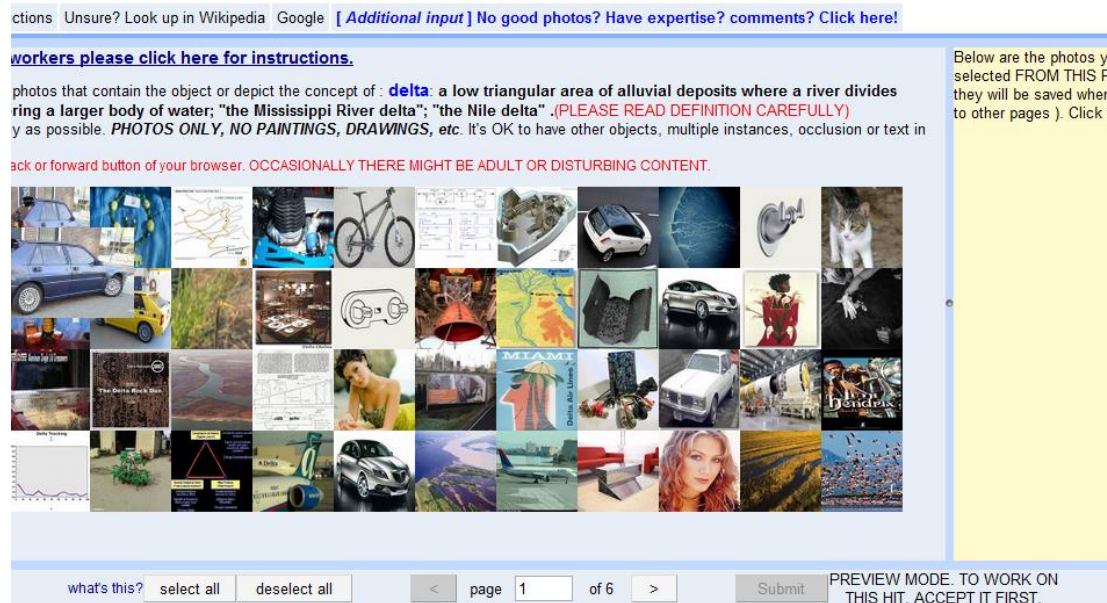 ctions Unsure? Look up in Wikipedia Google [ Additional input ] No good photos? Have expertise? comments? Click here!
workers please click here for instructions.
Below are the photos y
selected FROM THIS P
they will be saved wher
to other pages ). Click
photos that contain the object or depict the concept of : delta: a low triangular area of alluvial deposits where a river divides
ring a larger body of water; "the Mississippi River delta"; "the Nile delta" .(PLEASE READ DEFINITION CAREFULLY)
y as possible. PHOTOS ONLY, NO PAINTINGS, DRAWINGS, etc. It's OK to have other objects, multiple instances, occlusion or text in
ack or forward button of your browser. OCCASIONALLY THERE MIGHT BE ADULT OR DISTURBING CONTENT.
The Delta Rock Duo
MIAMI
Delta Air Lines
Hendrix
Delta Tracking
what's this? select all deselect all < page 1 of 6 > Submit
PREVIEW MODE. TO WORK ON
THIS HIT, ACCEPT IT FIRST.